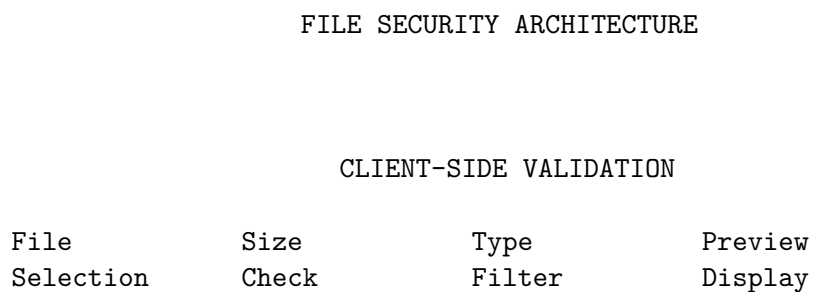 FILE SECURITY ARCHITECTURE
CLIENT-SIDE VALIDATION
File Size Type Preview
Selection Check Filter Display